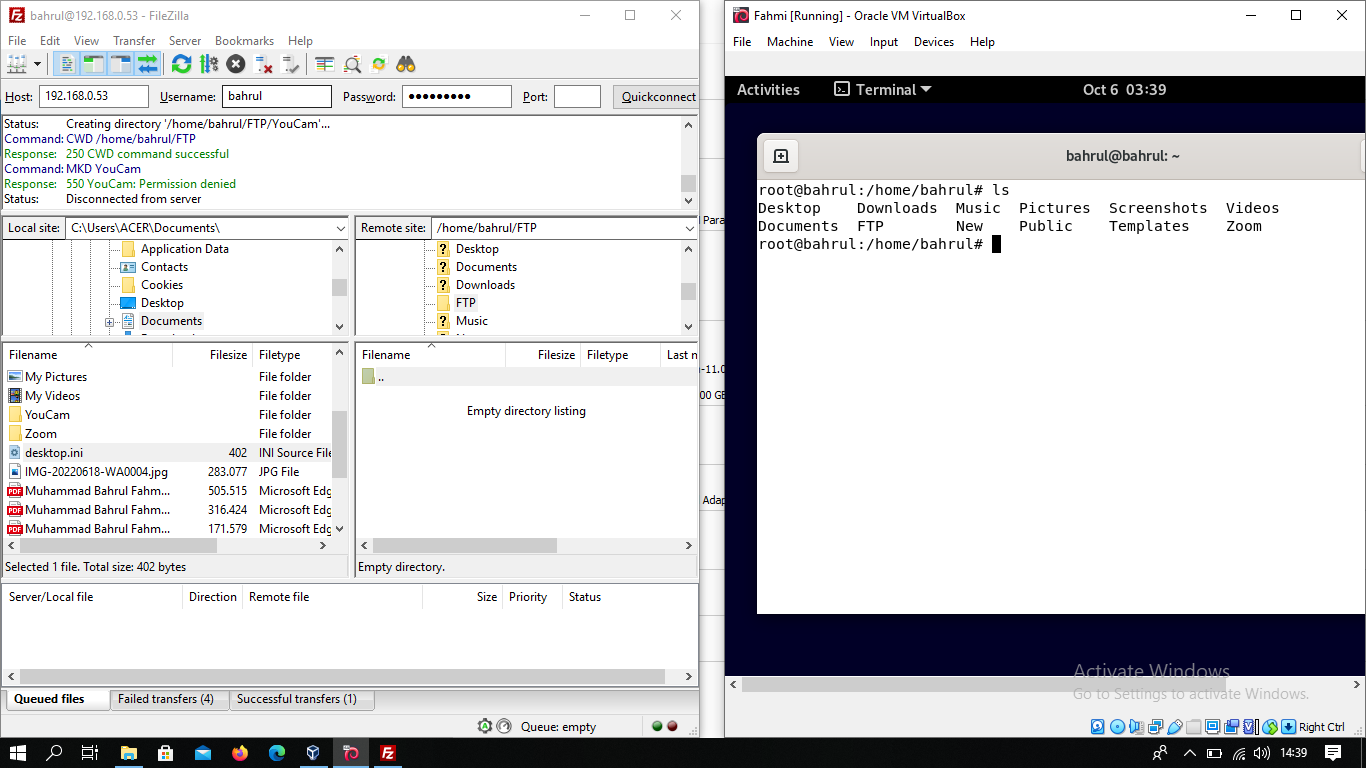 bahrul@192.168.0.53 - FileZilla
File Edit View Transfer Server Bookmarks
Host: 192.168.0.53 Username: bahrul Password: ●●●●●●●●● Port: Quickconnect
Status: Creating directory '/home/bahrul/FTP/YouCam'...
Command: CWD /home/bahrul/FTP
Response: 250 CWD command successful
Command: MKD YouCam
Response: 550 YouCam: Permission denied
Status: Disconnected from server
Local site: C:\Users\ACER\Documents\
Application Data
Contacts
Cookies
Desktop
Documents
Remote site: /home/bahrul/FTP
Desktop
Documents
Downloads
FTP
Music
Filename Filesize Filetype
My Pictures File folder
My Videos File folder
YouCam File folder
Zoom File folder
desktop.ini 402 INI Source File
IMG-20220618-WA0004.jpg 283.077 JPG File
Muhammad Bahrul Fahm... 505.515 Microsoft Edg
Muhammad Bahrul Fahm... 316.424 Microsoft Edg
Muhammad Bahrul Fahm... 171.579 Microsoft Edg
Selected 1 file. Total size: 402 bytes
Filename Filesize Filetype Last n
..
Empty directory listing
Empty directory.
Server/Local file Direction Remote file Size Priority Status
Queued files Failed transfers (4) Successful transfers (1)
Queue: empty
Para
-11.0
00 GB
Adap
Fahmi [Running] - Oracle VM VirtualBox
File Machine View Input Devices Help
Activities Terminal Oct 6 03:39
bahrul@bahrul: ~
root@bahrul:/home/bahrul# ls
Desktop Downloads Music Pictures Screenshots Videos
Documents FTP New Public Templates Zoom
root@bahrul:/home/bahrul#
Activate Windows
Go to Settings to activate Windows.
Right Ctrl
14:39